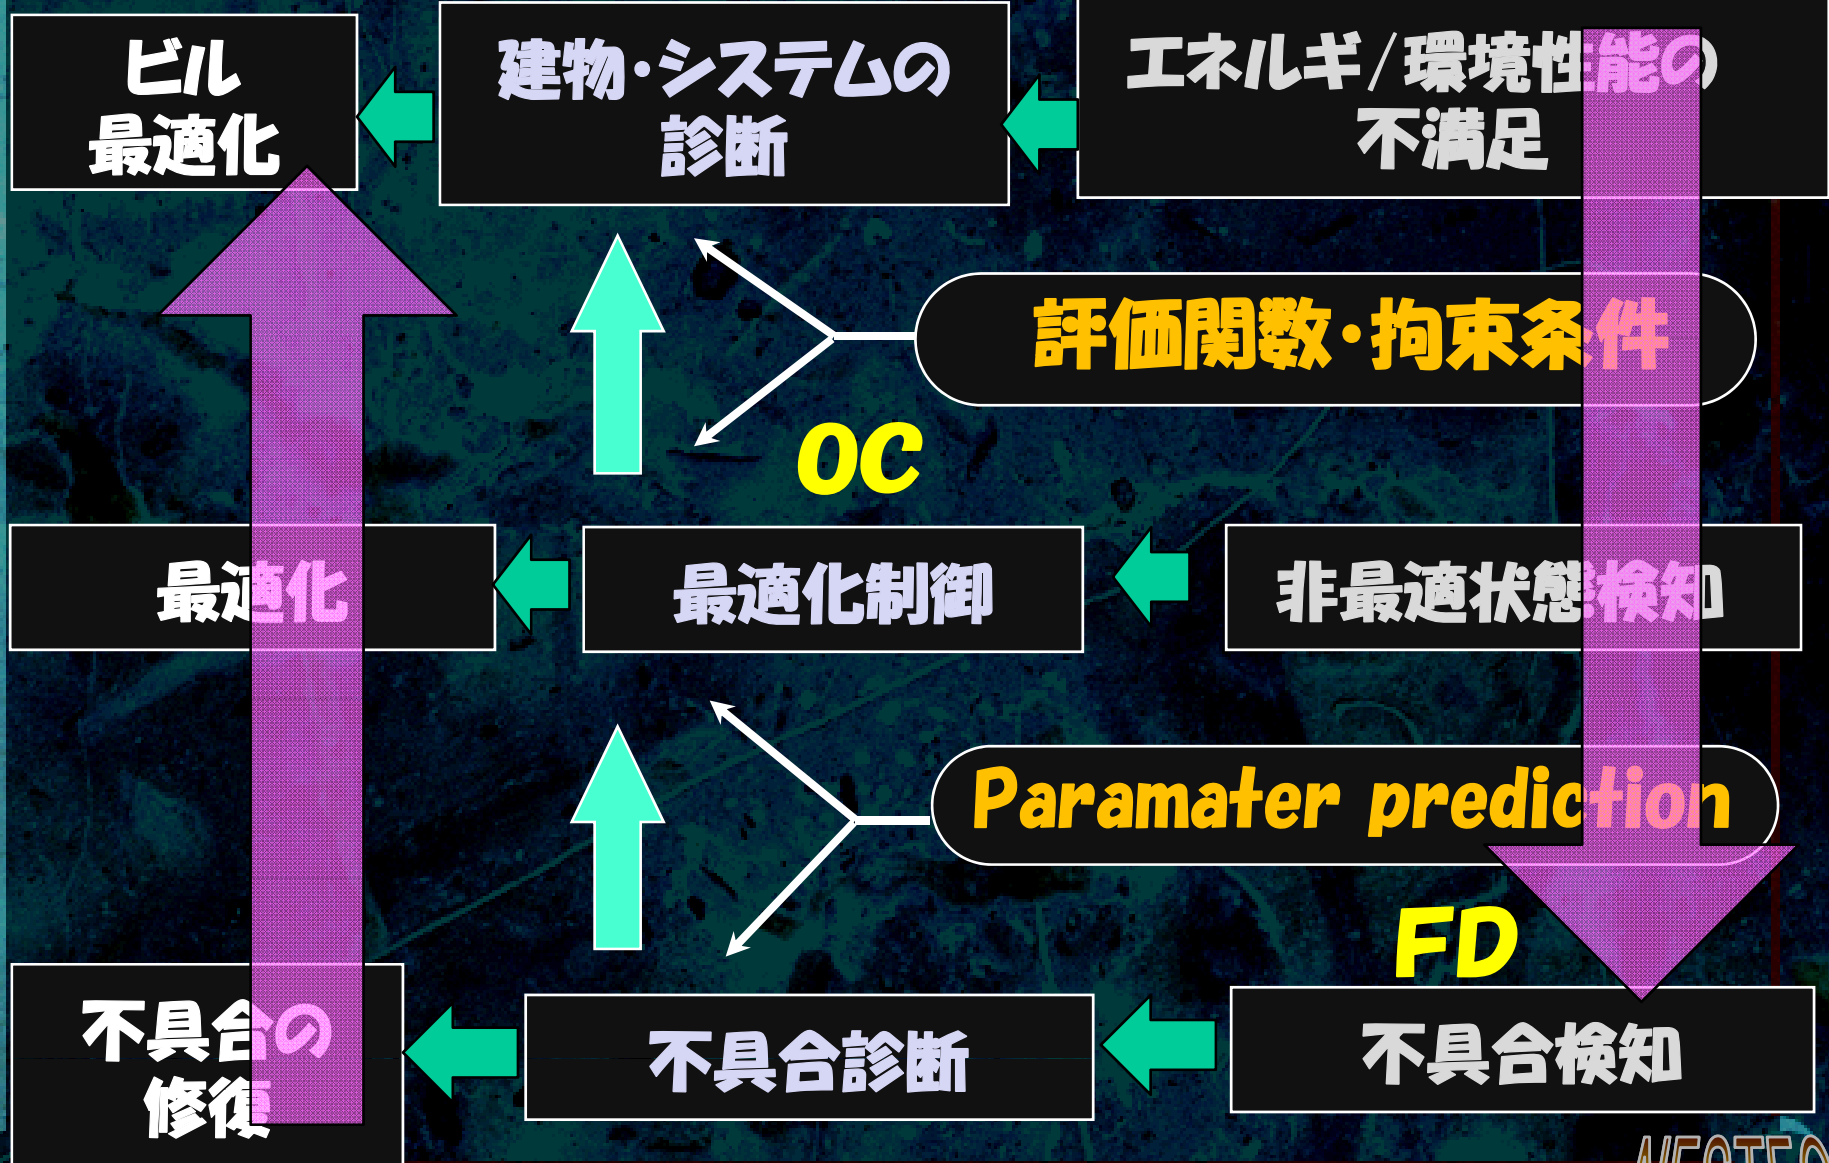 ビル
最適化
建物・システムの
診断
エネルギ/環境性能の
不満足
評価関数・拘束条件
OC
最適化
最適化制御
非最適状態検知
Paramater prediction
FD
不具合の
修復
不具合診断
不具合検知